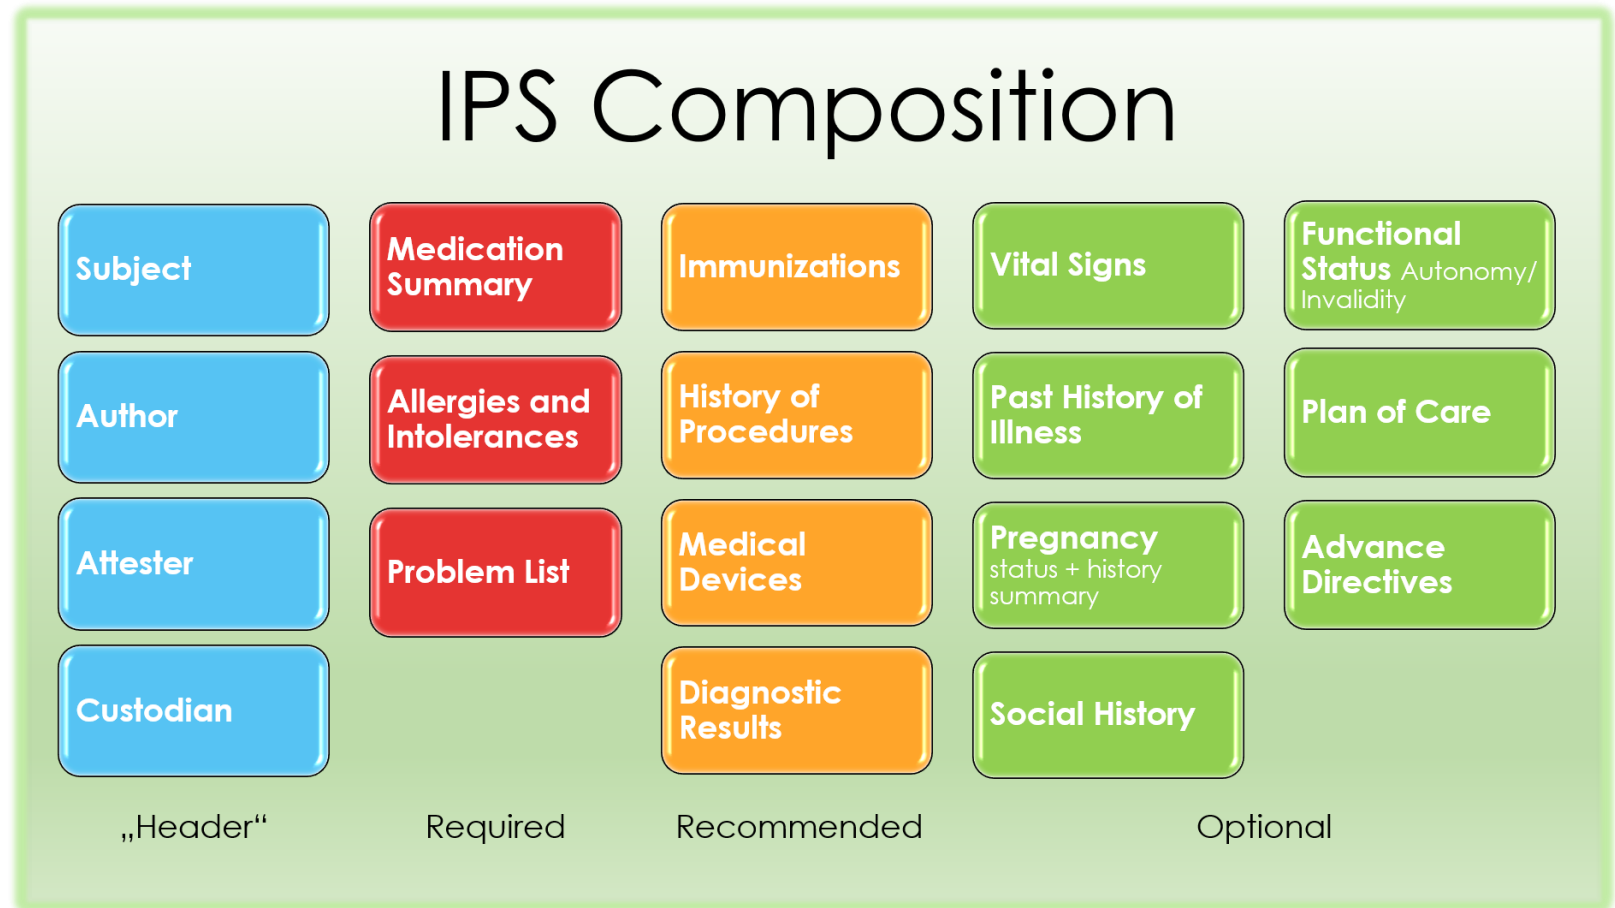 IPS Composition
Subject
Author
Attester
Custodian
„Header“
Medication
Summary
Allergies and
Intolerances
Problem List
Required
Immunizations
History of
Procedures
Medical
Devices
Diagnostic
Results
Recommended
Vital Signs
Past History of
Illness
Pregnancy
status + history
summary
Social History
Functional
Status Autonomy/
Invalidity
Plan of Care
Advance
Directives
Optional